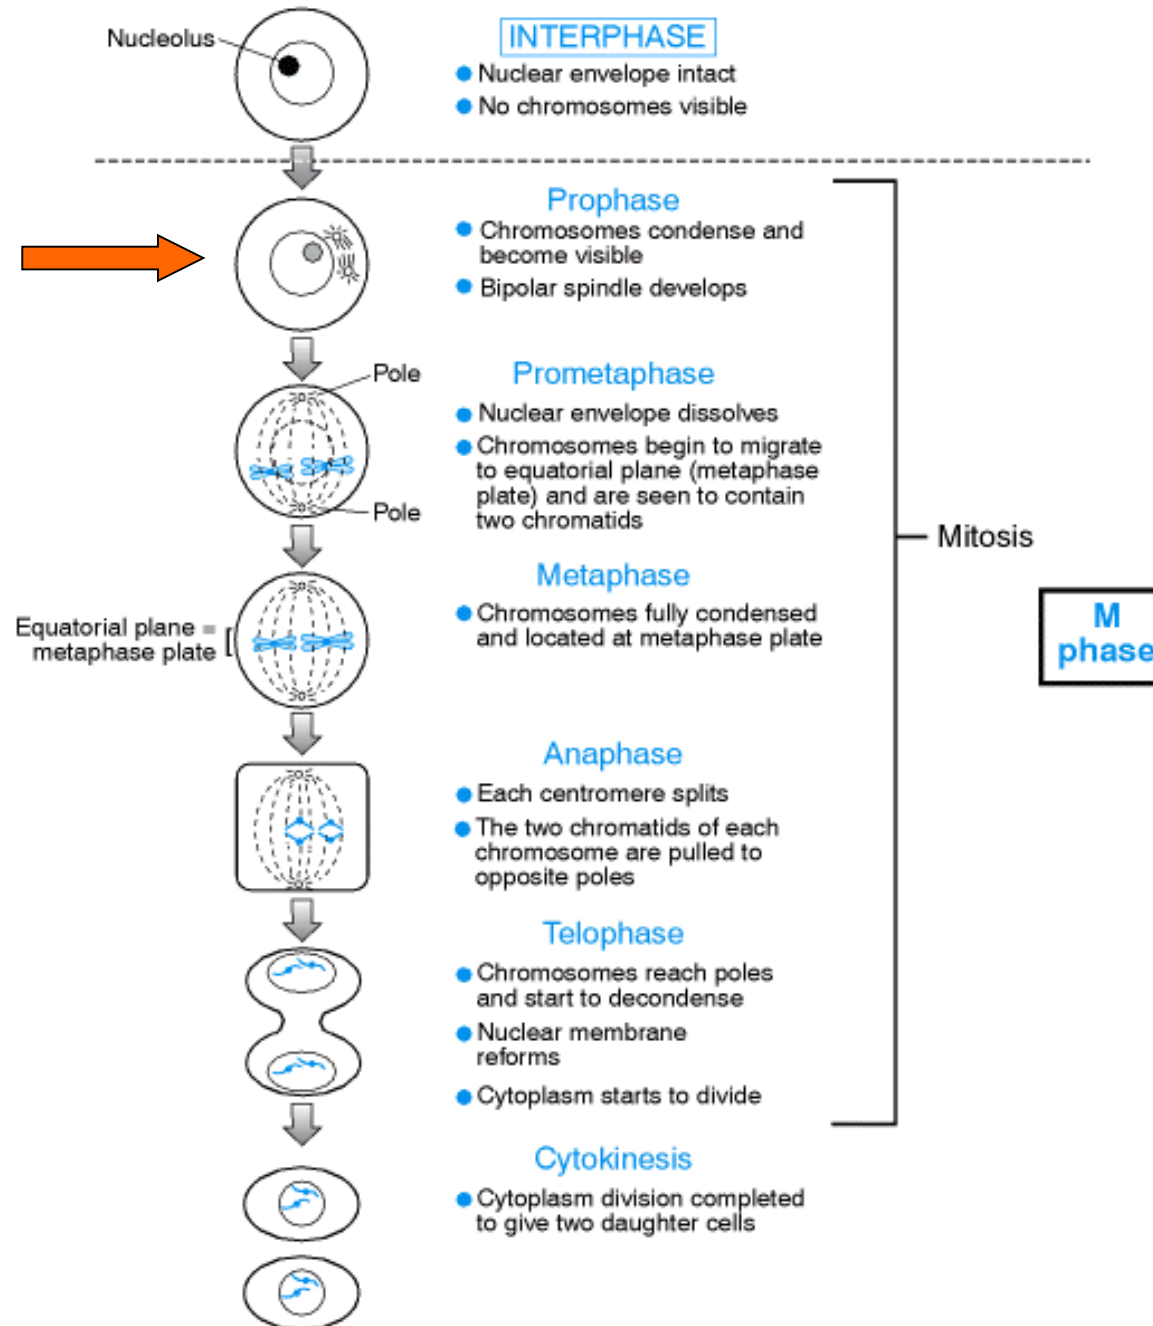 Nucleolus
INTERPHASE
Nuclear envelope intact
No chromosomes visible
Prophase
Chromosomes condense and
become visible
Bipolar spindle develops
Pole
Prometaphase
Nuclear envelope dissolves
Chromosomes begin to migrate
to equatorial plane (metaphase
plate) and are seen to contain
two chromatids
Pole
Mitosis
Metaphase
Chromosomes fully condensed
and located at metaphase plate
Equatorial plane =
metaphase plate
M
phase
Anaphase
Each centromere splits
The two chromatids of each
chromosome are pulled to
opposite poles
Telophase
Chromosomes reach poles
and start to decondense
Nuclear membrane
reforms
Cytoplasm starts to divide
Cytokinesis
Cytoplasm division completed
to give two daughter cells